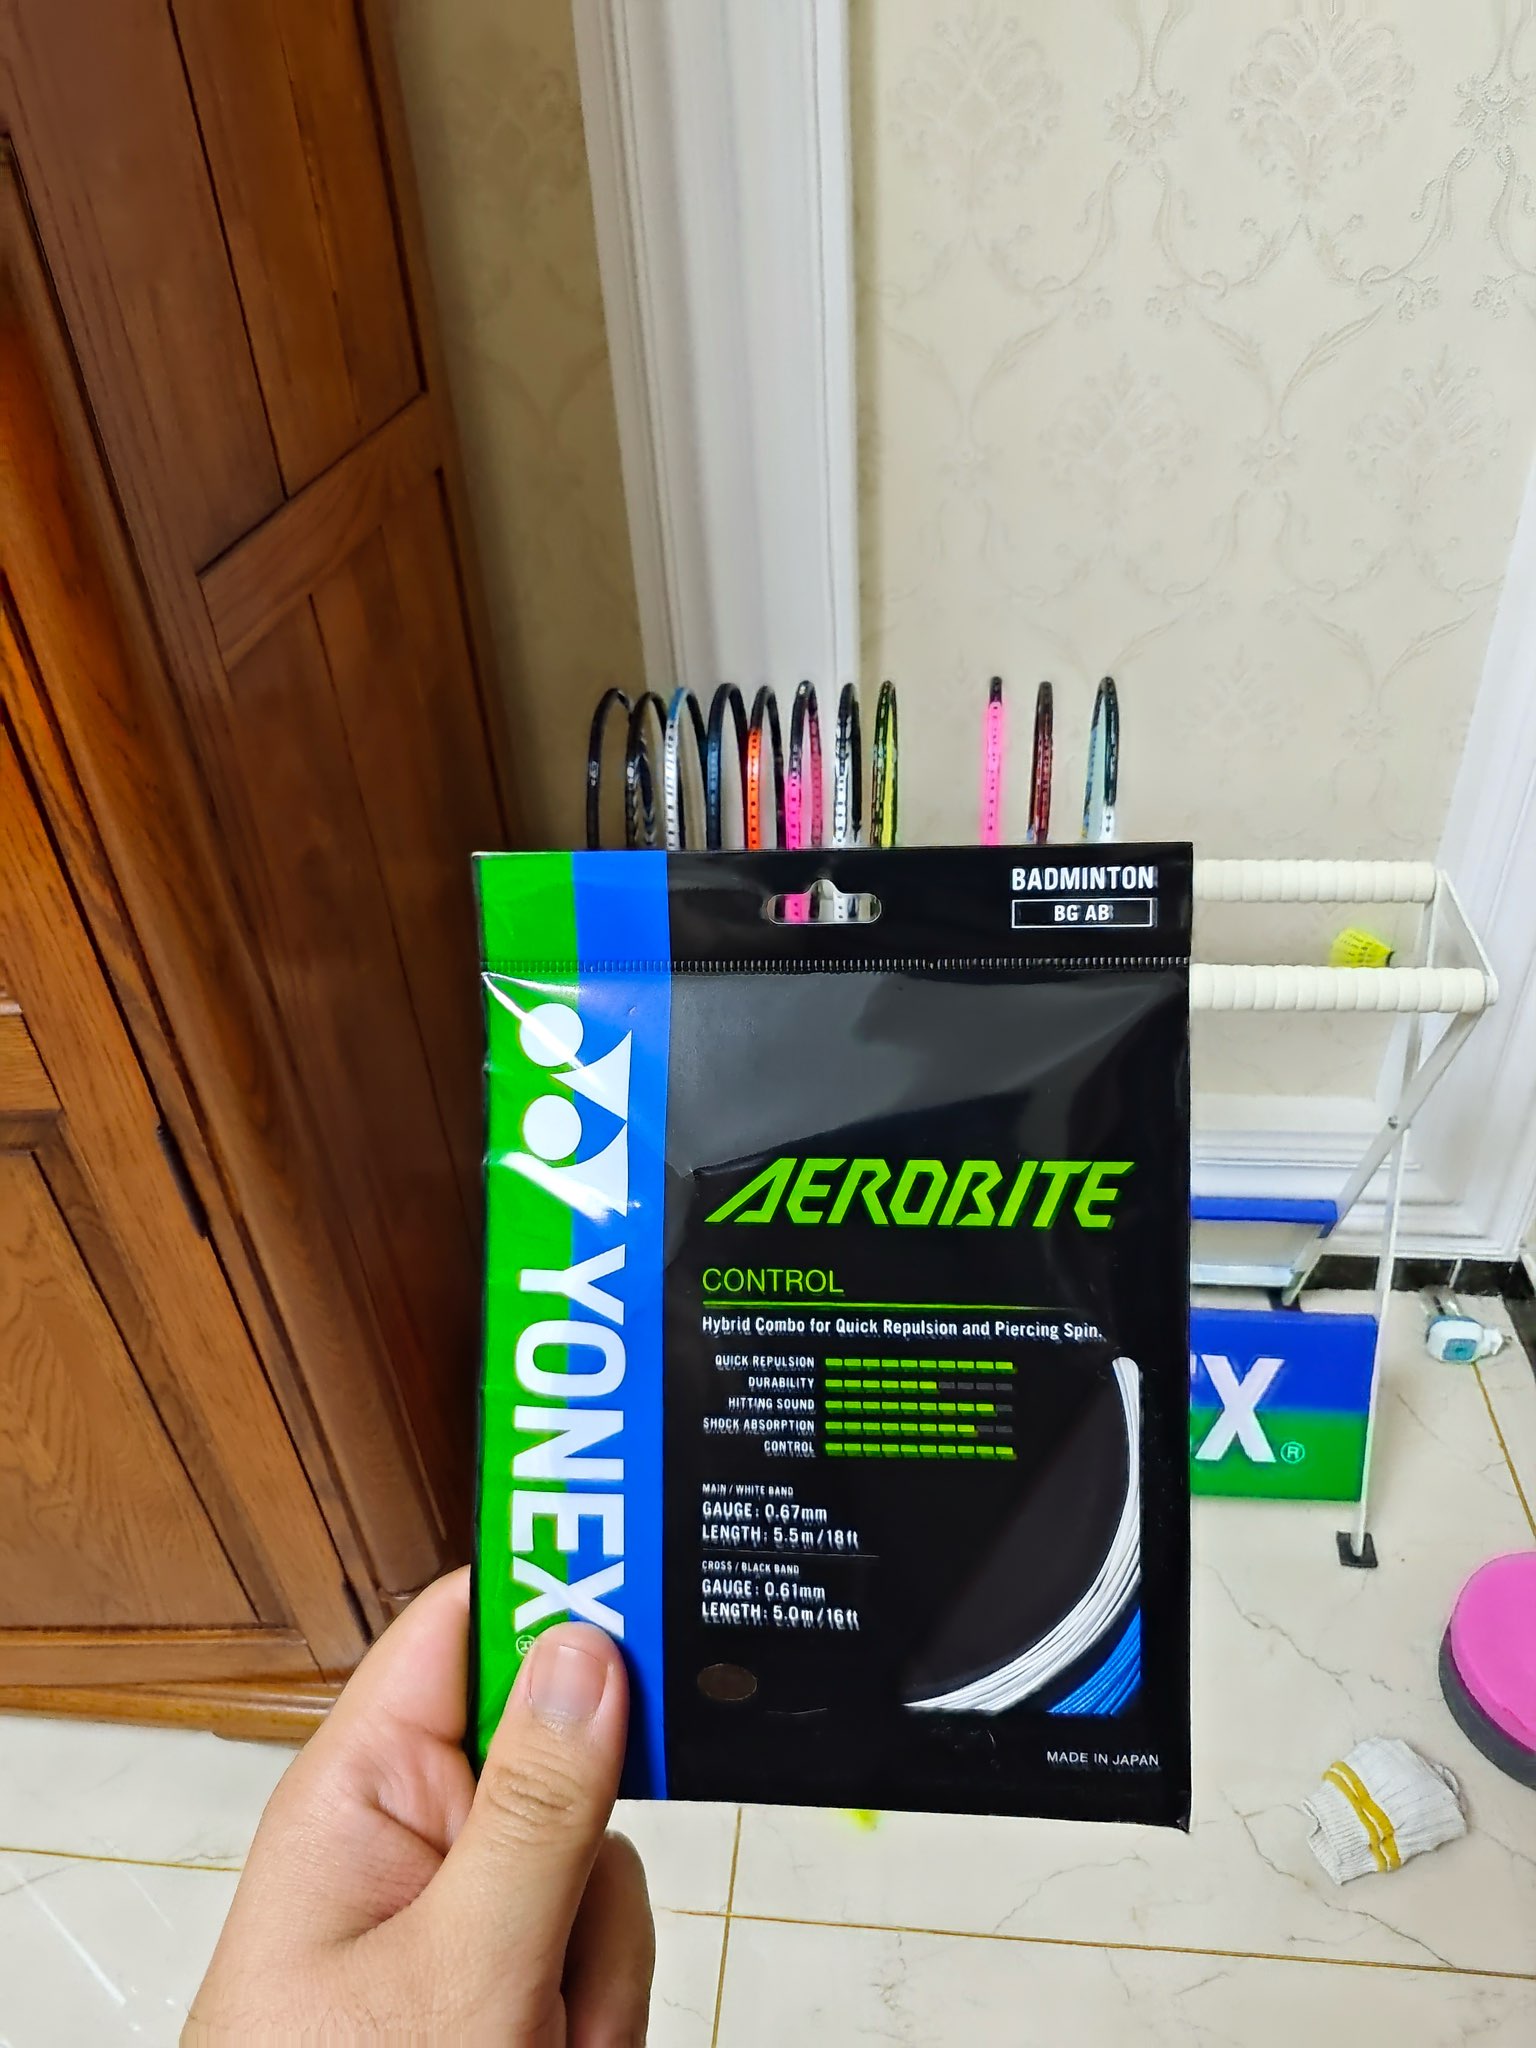 BADMINTON
BG AB
YONEX®
AEROBITE
CONTROL
Hybrid Combo for Quick Repulsion and Piercing Spin.
QUICK REPULSION
DURABILITY
HITTING SOUND
SHOCK ABSORPTION
CONTROL
MAIN / WHITE BAND
GAUGE: 0.67mm
LENGTH: 5.5m/18ft
CROSS / BLACK BAND
GAUGE: 0.61mm
LENGTH: 5.0m/16ft
MADE IN JAPAN
X®